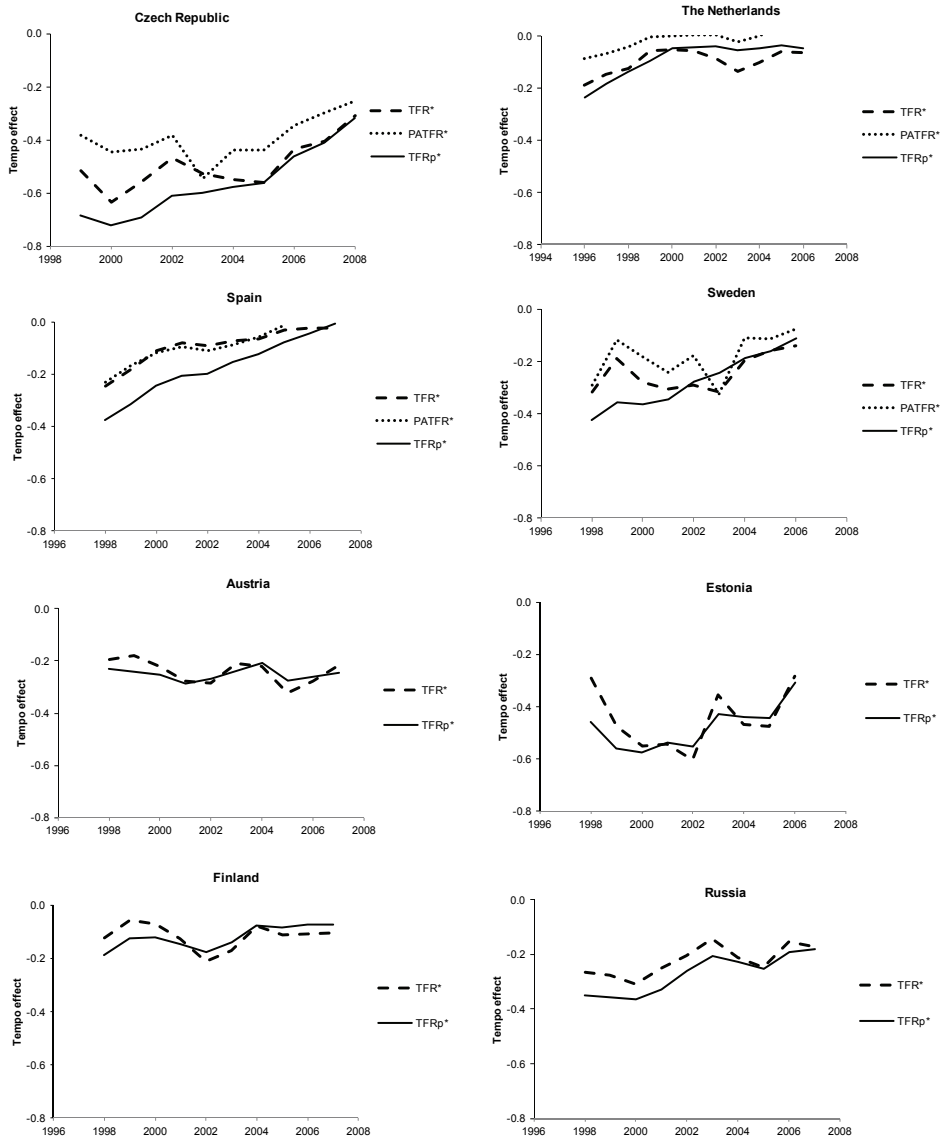 Czech Republic
0.0
-0.2
-0.4
-0.6
-0.8
Tempo effect
1998 2000 2002 2004 2006 2008
TFR*
PATFR*
TFRp*
The Netherlands
0.0
-0.2
-0.4
-0.6
-0.8
Tempo effect
1994 1996 1998 2000 2002 2004 2006 2008
TFR*
PATFR*
TFRp*
Spain
0.0
-0.2
-0.4
-0.6
-0.8
Tempo effect
1996 1998 2000 2002 2004 2006 2008
TFR*
PATFR*
TFRp*
Sweden
0.0
-0.2
-0.4
-0.6
-0.8
Tempo effect
1996 1998 2000 2002 2004 2006 2008
TFR*
PATFR*
TFRp*
Austria
0.0
-0.2
-0.4
-0.6
-0.8
Tempo effect
1996 1998 2000 2002 2004 2006 2008
TFR*
TFRp*
Estonia
0.0
-0.2
-0.4
-0.6
-0.8
Tempo effect
1996 1998 2000 2002 2004 2006 2008
TFR*
TFRp*
Finland
0.0
-0.2
-0.4
-0.6
-0.8
Tempo effect
1996 1998 2000 2002 2004 2006 2008
TFR*
TFRp*
Russia
0.0
-0.2
-0.4
-0.6
-0.8
Tempo effect
1996 1998 2000 2002 2004 2006 2008
TFR*
TFRp*